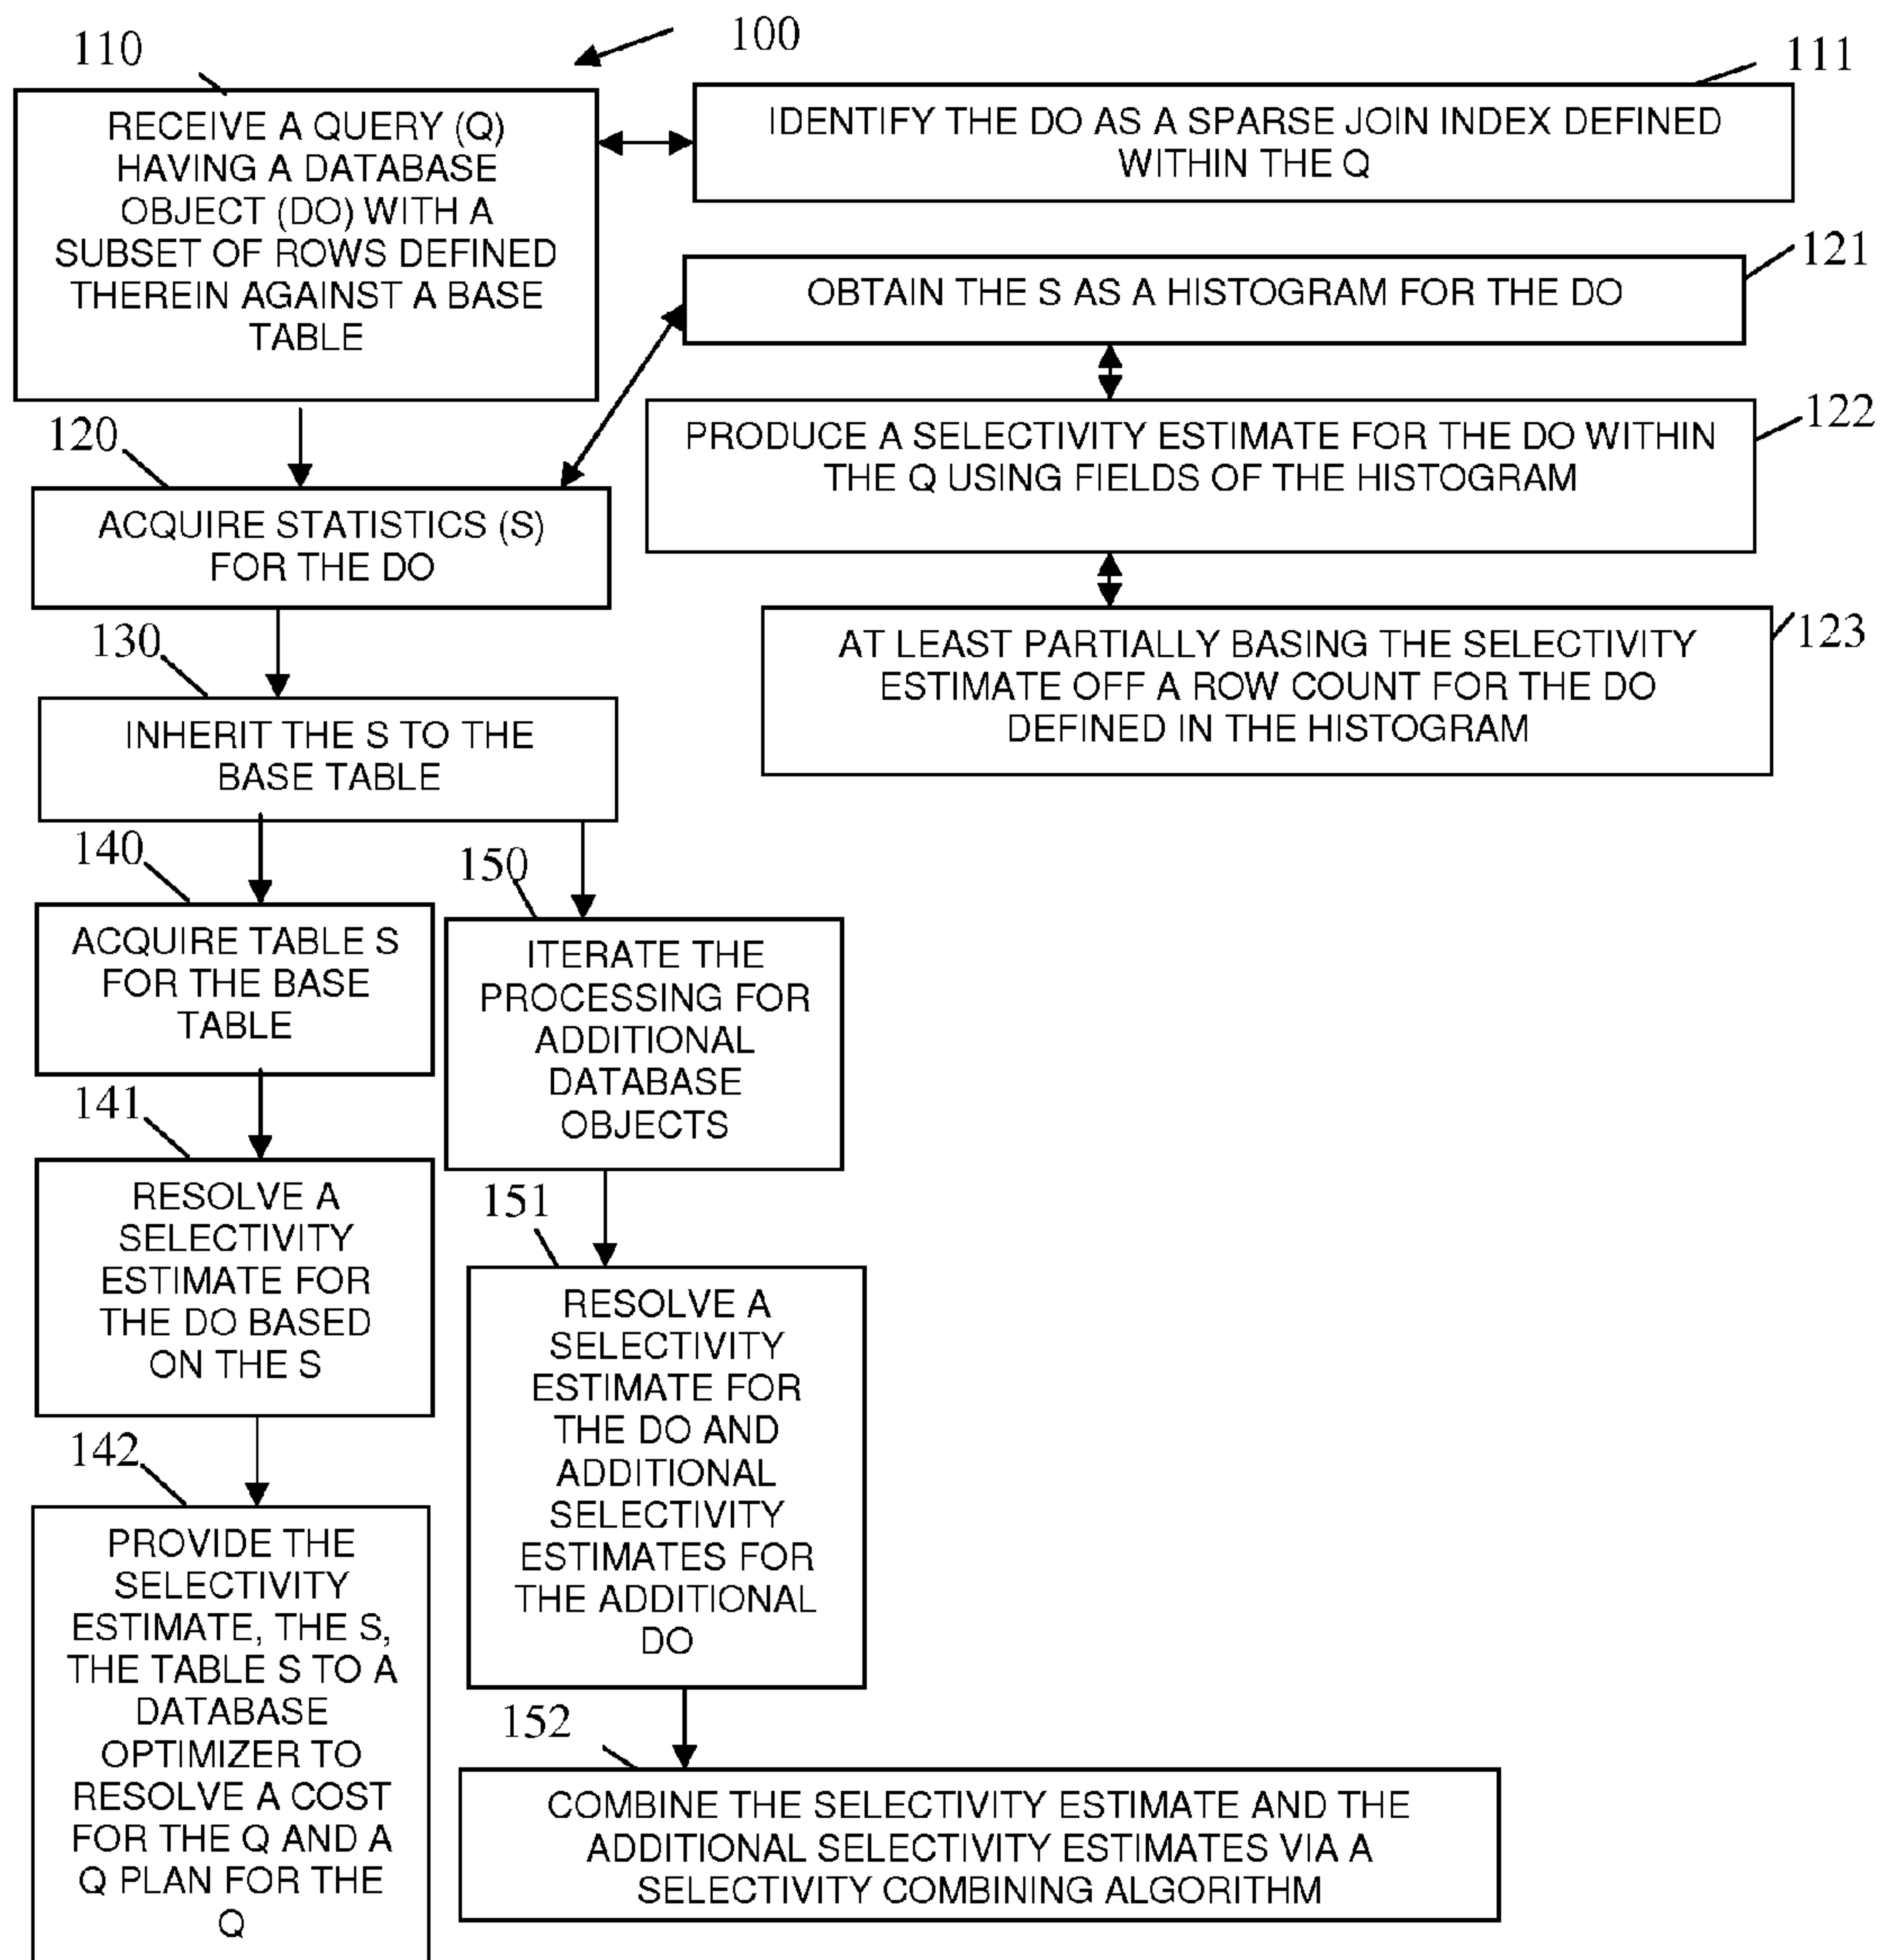 100
110
RECEIVE A QUERY (Q)
HAVING A DATABASE
OBJECT (DO) WITH A
SUBSET OF ROWS DEFINED
THEREIN AGAINST A BASE
TABLE
111
IDENTIFY THE DO AS A SPARSE JOIN INDEX DEFINED
WITHIN THE Q
120
ACQUIRE STATISTICS (S)
FOR THE DO
121
OBTAIN THE S AS A HISTOGRAM FOR THE DO
122
PRODUCE A SELECTIVITY ESTIMATE FOR THE DO WITHIN
THE Q USING FIELDS OF THE HISTOGRAM
123
AT LEAST PARTIALLY BASING THE SELECTIVITY
ESTIMATE OFF A ROW COUNT FOR THE DO
DEFINED IN THE HISTOGRAM
130
INHERIT THE S TO THE
BASE TABLE
140
ACQUIRE TABLE S
FOR THE BASE
TABLE
141
RESOLVE A
SELECTIVITY
ESTIMATE FOR
THE DO BASED
ON THE S
142
PROVIDE THE
SELECTIVITY
ESTIMATE, THE S,
THE TABLE S TO A
DATABASE
OPTIMIZER TO
RESOLVE A COST
FOR THE Q AND A
Q PLAN FOR THE
Q
150
ITERATE THE
PROCESSING FOR
ADDITIONAL
DATABASE
OBJECTS
151
RESOLVE A
SELECTIVITY
ESTIMATE FOR
THE DO AND
ADDITIONAL
SELECTIVITY
ESTIMATES FOR
THE ADDITIONAL
DO
152
COMBINE THE SELECTIVITY ESTIMATE AND THE
ADDITIONAL SELECTIVITY ESTIMATES VIA A
SELECTIVITY COMBINING ALGORITHM